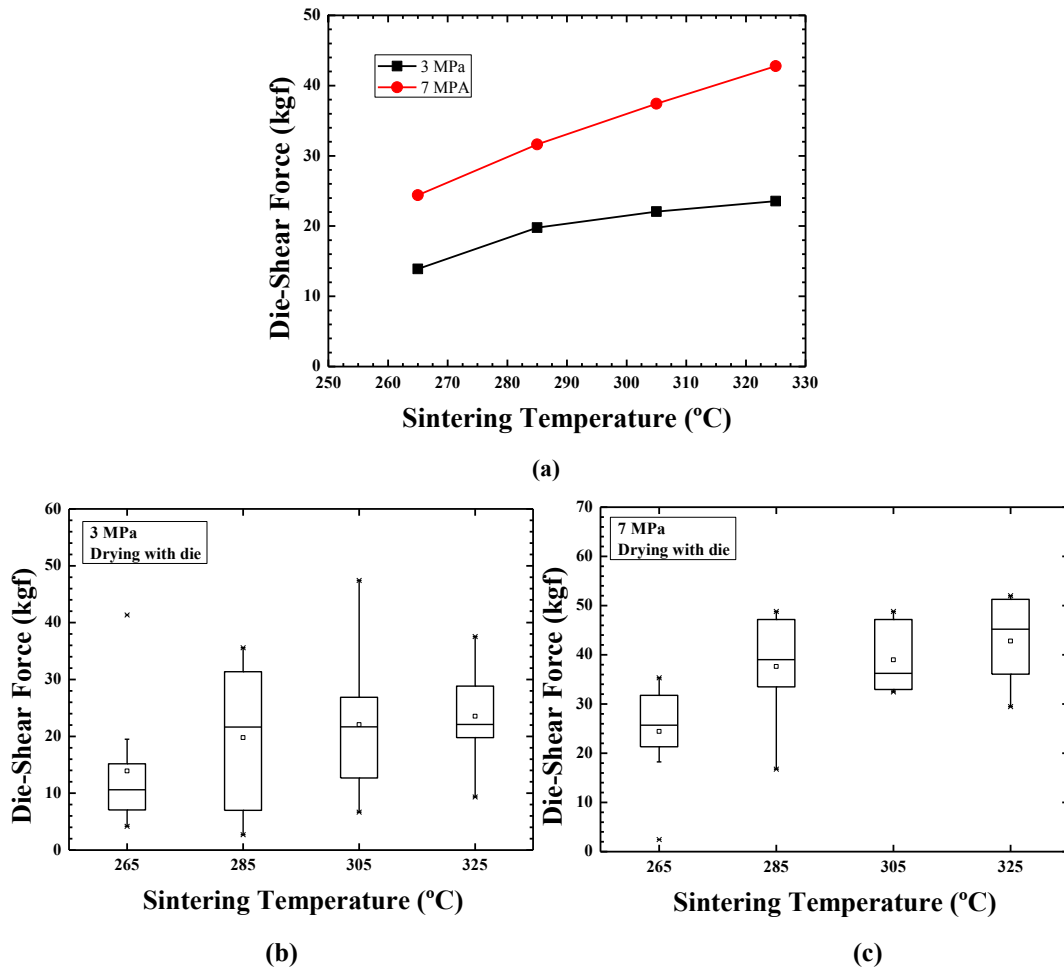 50
40
30
20
10
0
Die-Shear Force (kgf)
3 MPa
7 MPA
250 260 270 280 290 300 310 320 330
Sintering Temperature (ºC)
(a)
60
50
40
30
20
10
0
Die-Shear Force (kgf)
3 MPa
Drying with die
265 285 305 325
Sintering Temperature (ºC)
(b)
70
60
50
40
30
20
10
0
Die-Shear Force (kgf)
7 MPa
Drying with die
265 285 305 325
Sintering Temperature (ºC)
(c)